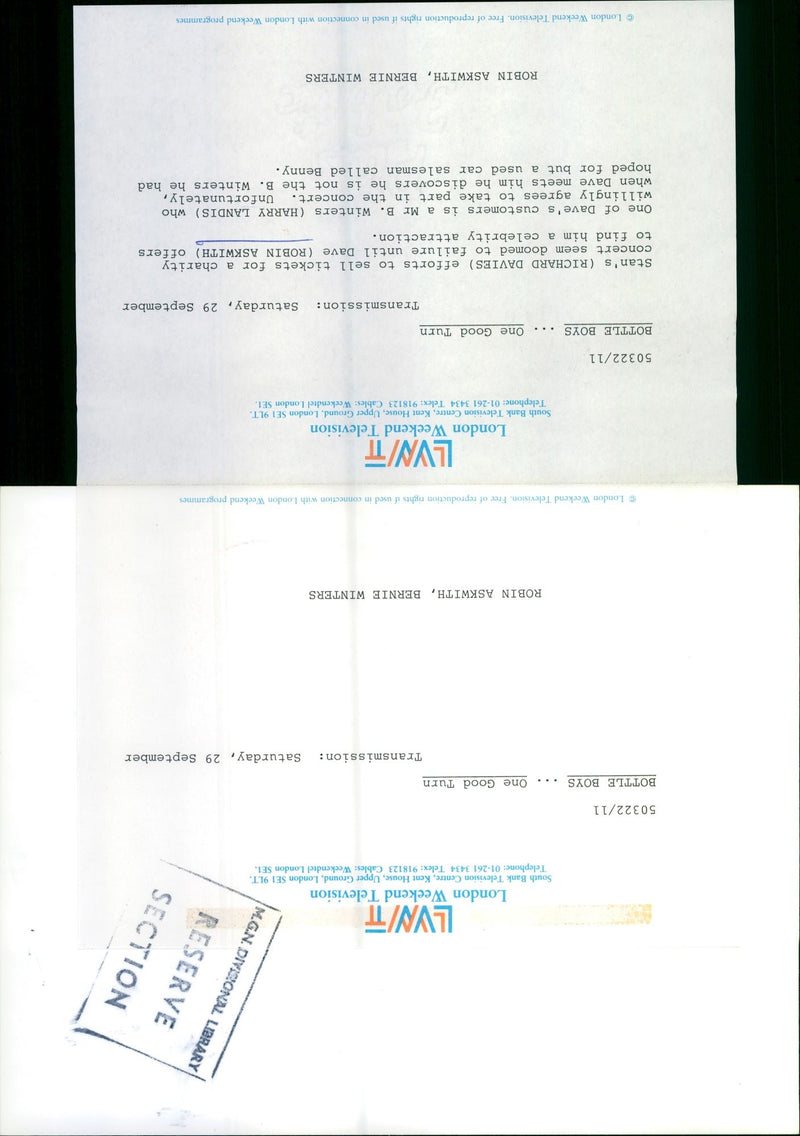 LWT
London Weekend Television
South Bank Television Centre, Kent House, Upper Ground, London SE1 9LT.
Telephone: 01-261 3434 Telex: 918123 Cables: Weekendtel London SE1.
50322/11
BOTTLE BOYS ... One Good Turn
Transmission: Saturday, 29 September
ROBIN ASKWITH, BERNIE WINTERS
© London Weekend Television. Free of reproduction rights if used in connection with London Weekend programmes
LWT
London Weekend Television
South Bank Television Centre, Kent House, Upper Ground, London SE1 9LT.
Telephone: 01-261 3434 Telex: 918123 Cables: Weekendtel London SE1.
50322/11
BOTTLE BOYS ... One Good Turn
Transmission: Saturday, 29 September
Stan's (RICHARD DAVIES) efforts to sell tickets for a charity
concert seem doomed to failure until Dave (ROBIN ASKWITH) offers
to find him a celebrity attraction.
One of Dave's customers is a Mr B. Winters (HARRY LANDIS) who
willingly agrees to take part in the concert. Unfortunately,
when Dave meets him he discovers he is not the B. Winters he had
hoped for but a used car salesman called Benny.
ROBIN ASKWITH, BERNIE WINTERS
© London Weekend Television. Free of reproduction rights if used in connection with London Weekend programmes
M.G.N. DIVISIONAL LIBRARY
RESERVE
SECTION